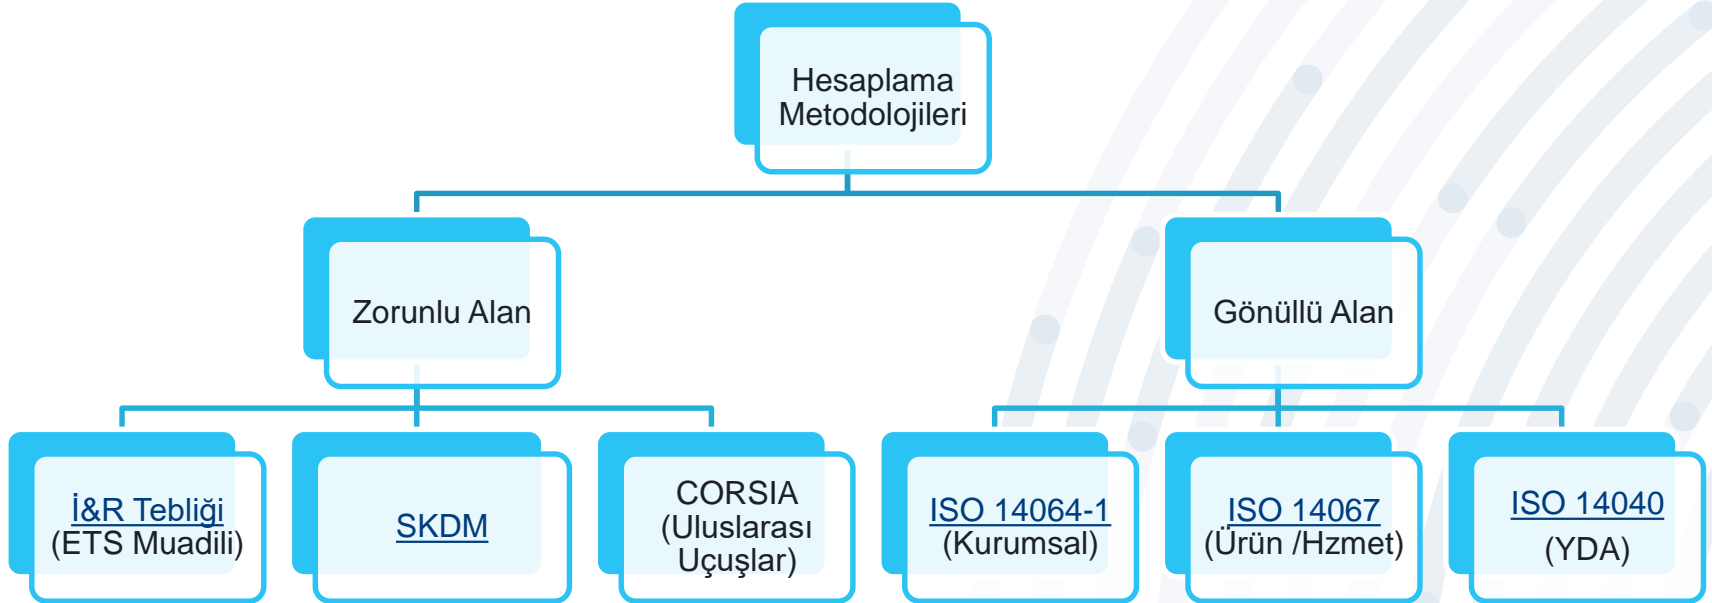 Hesaplama
Metodolojileri
Zorunlu Alan
Gönüllü Alan
İ&R Tebliği
(ETS Muadili)
SKDM
CORSIA
(Uluslarası
Uçuşlar)
ISO 14064-1
(Kurumsal)
ISO 14067
(Ürün /Hzmet)
ISO 14040
(YDA)